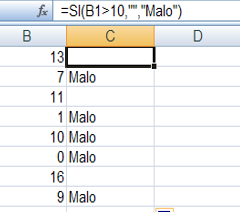 fx =SI(B1>10,"","Malo")
B C D
13
7 Malo
11
1 Malo
10 Malo
0 Malo
16
9 Malo